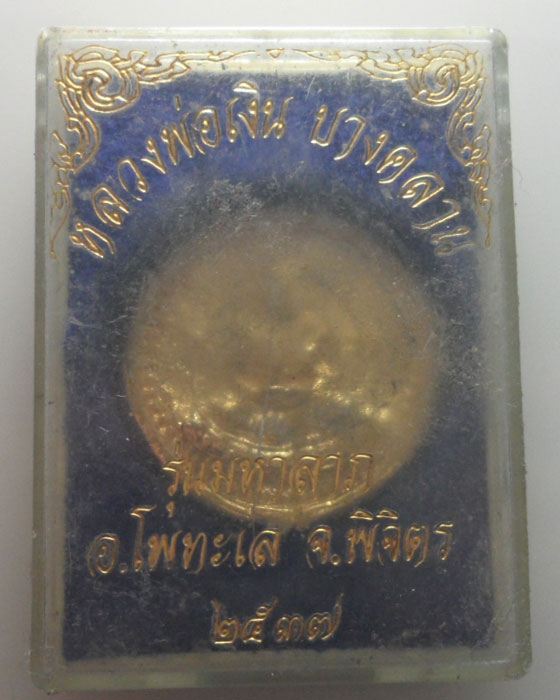 หลวงพ่อเงิน บางคลาน
รุ่นมหาลาภ
อ.โพทะเล จ.พิจิตร
๒๕๓๗